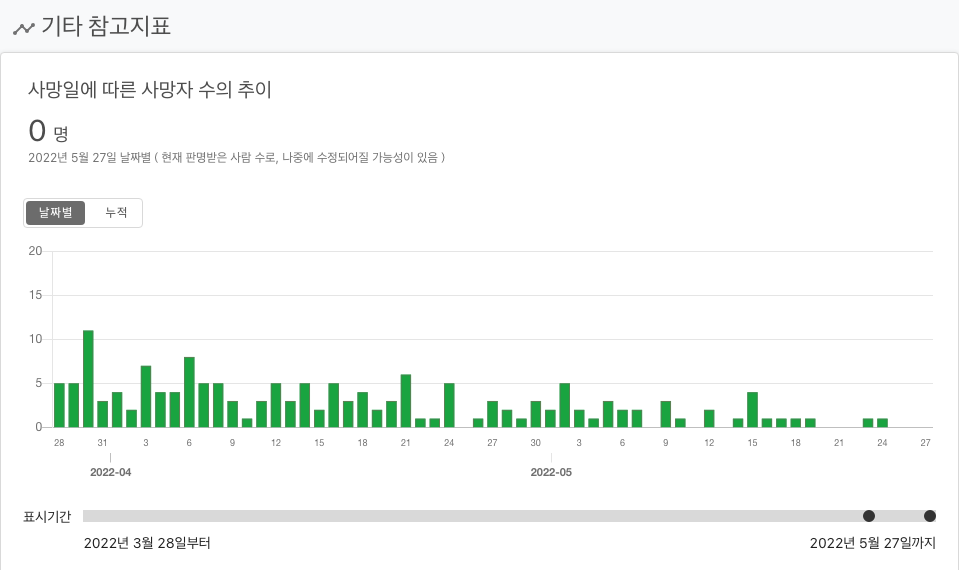 기타 참고지표
사망일에 따른 사망자 수의 추이
0 명
2022년 5월 27일 날짜별 ( 현재 판명받은 사람 수로, 나중에 수정되어질 가능성이 있음 )
날짜별 누적
20
15
10
5
0
28 31 3 6 9 12 15 18 21 24 27 30 3 6 9 12 15 18 21 24 27
2022-04 2022-05
표시기간
2022년 3월 28일부터 2022년 5월 27일까지